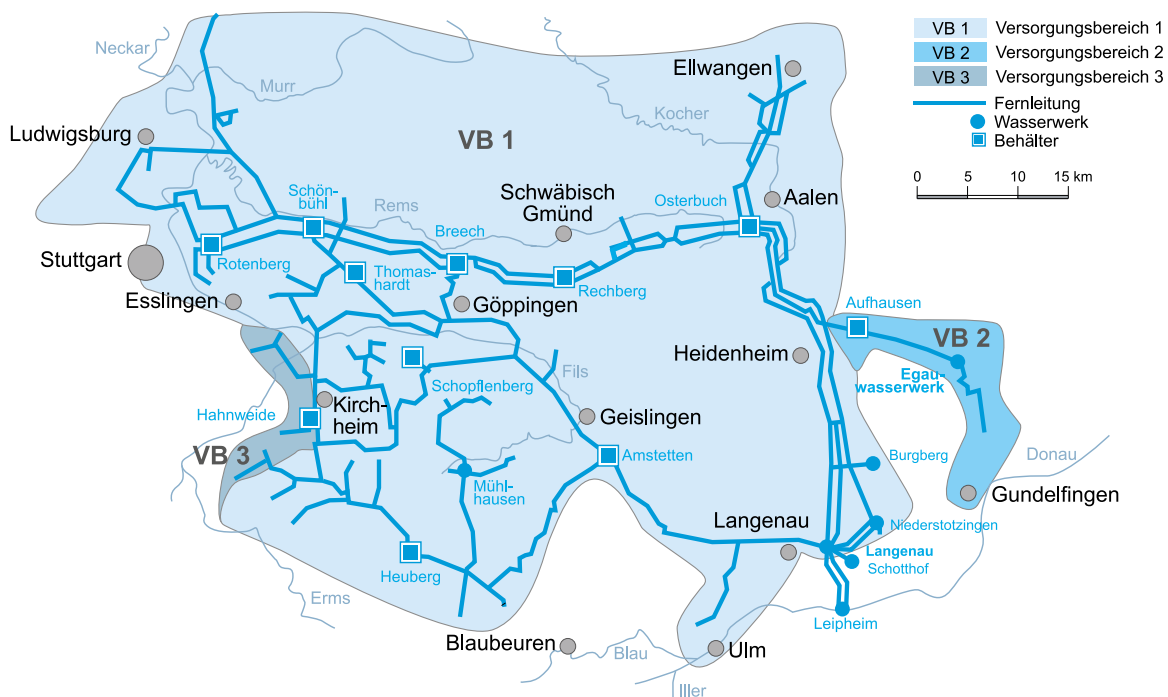 Neckar
Murr
Ellwangen
Kocher
Ludwigsburg
VB 1
VB 1 Versorgungsbereich 1
VB 2 Versorgungsbereich 2
VB 3 Versorgungsbereich 3
Fernleitung
Wasserwerk
Behälter
0 5 10 15 km
Schön-
bühl
Schwäbisch
Gmünd
Osterbuch
Aalen
Rems
Breech
Stuttgart
Rotenberg
Thomas-
hardt
Rechberg
Esslingen
Göppingen
Aufhausen
VB 2
Heidenheim
Egau-
wasserwerk
Fils
Schopflenberg
Hahnweide
Kirch-
heim
Geislingen
VB 3
Amstetten
Burgberg
Donau
Mühl-
hausen
Gundelfingen
Langenau
Niederstotzingen
Langenau
Schotthof
Heuberg
Erms
Leipheim
Blaubeuren
Blau
Ulm
Iller